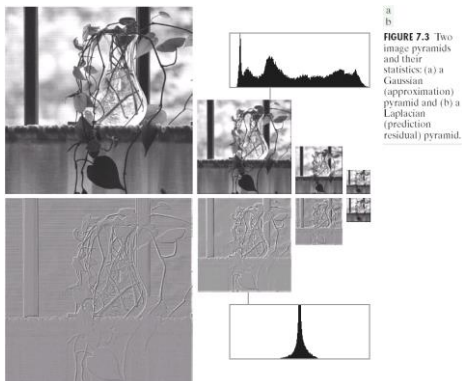 a
b
FIGURE 7.3 Two
image pyramids
and their
statistics: (a) a
Gaussian
(approximation)
pyramid and (b) a
Laplacian
(prediction
residual) pyramid.